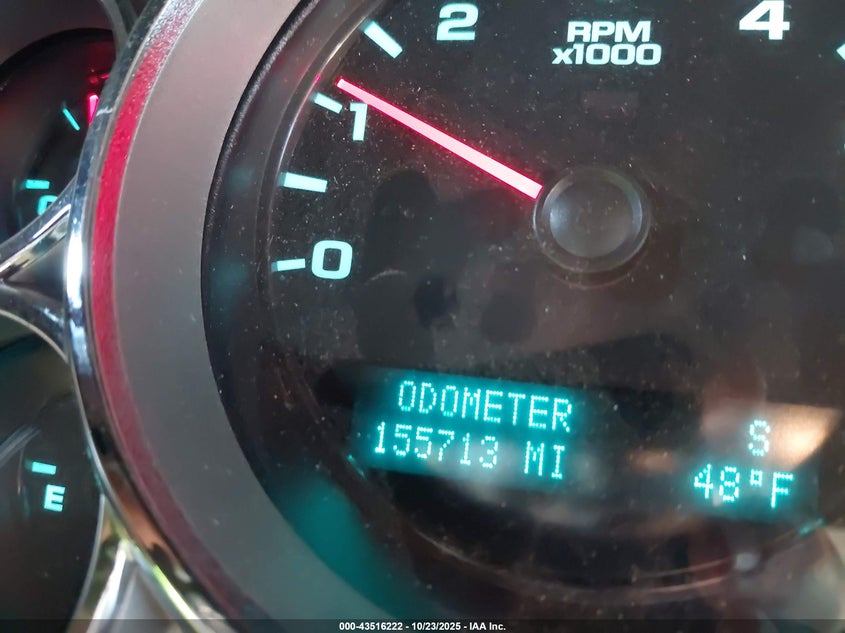 2
4
RPM
x1000
1
0
ODOMETER
155713 MI
S
48°F
E
000-43516222 - 10/23/2025 - IAA Inc.